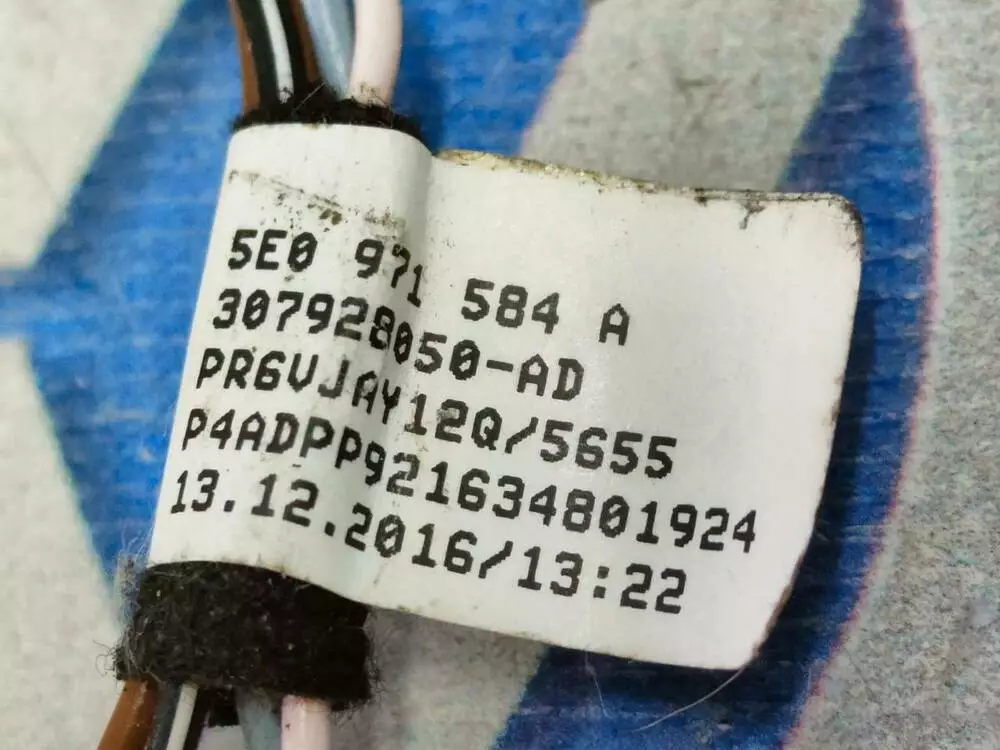 5E0 971 584 A
307928050-AD
PR6VJAY12Q/5655
P4ADPP921634801924
13.12.2016/13:22